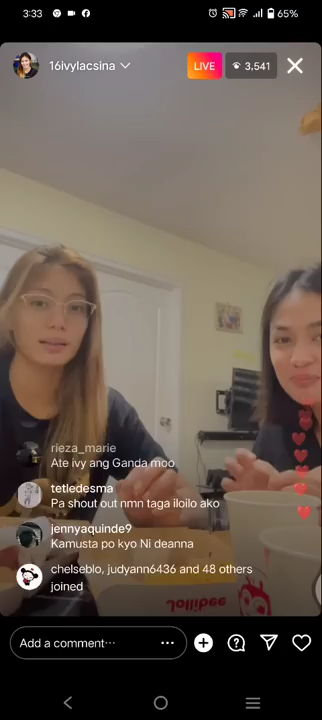 3:33
65%
16ivylacsina
LIVE
3,541
rieza_marie
Ate ivy ang Ganda moo
tetledesma
Pa shout out nmn taga iloilo ako
jennyaquinde9
Kamusta po kyo Ni deanna
chelseblo, judyann6436 and 48 others
joined
Jollibee
Add a comment···